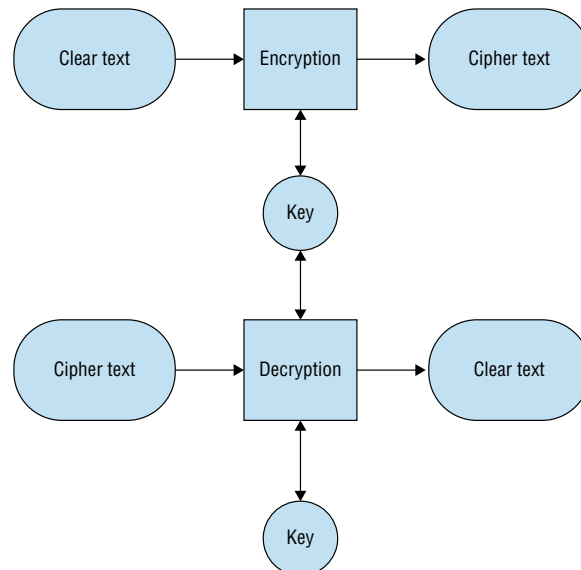 Clear text
Encryption
Cipher text
Key
Cipher text
Decryption
Clear text
Key